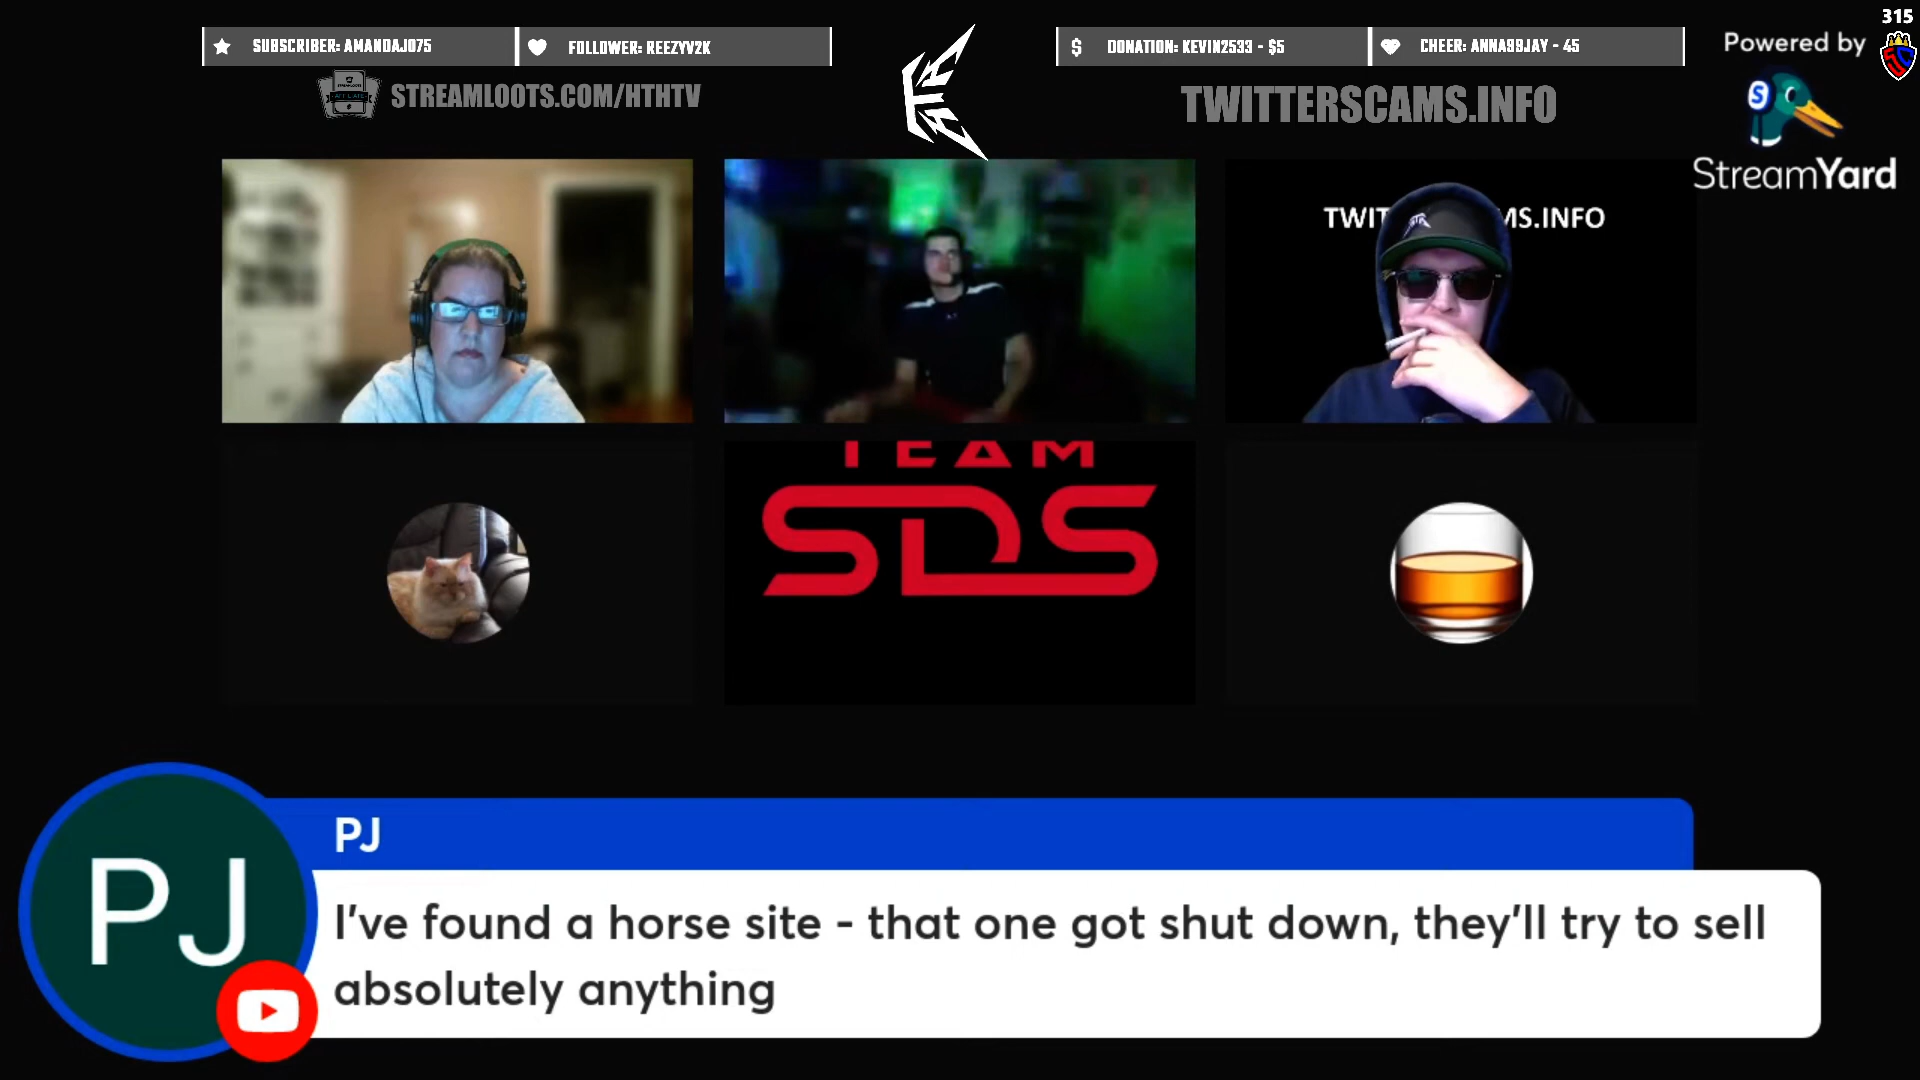 315
SUBSCRIBER: AMANDAJO75
FOLLOWER: REEZYV2K
DONATION: KEVIN2533 - $5
CHEER: ANNA99JAY - 45
Powered by
STREAMLOOTS.COM/HTHTV
TWITTERSCAMS.INFO
StreamYard
TWIT MS.INFO
TEAM
SDS
PJ
PJ
I've found a horse site - that one got shut down, they'll try to sell
absolutely anything